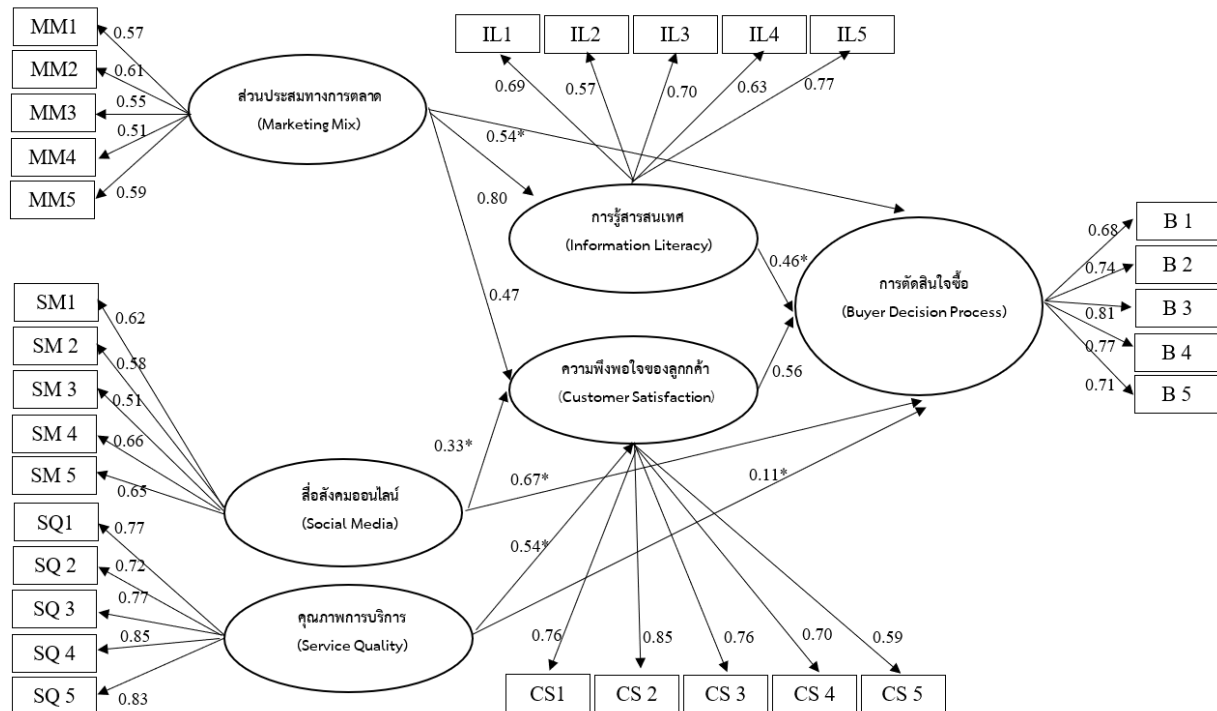 MM1
MM2
MM3
MM4
MM5
0.57
0.61
0.55
0.51
0.59
ส่วนประสมทางการตลาด
(Marketing Mix)
IL1
IL2
IL3
IL4
IL5
0.69
0.57
0.70
0.63
0.77
0.54*
0.80
0.47
การรู้สารสนเทศ
(Information Literacy)
0.46*
การตัดสินใจซื้อ
(Buyer Decision Process)
0.68
0.74
0.81
0.77
0.71
B 1
B 2
B 3
B 4
B 5
SM1
SM 2
SM 3
SM 4
SM 5
0.62
0.58
0.51
0.66
0.65
ความพึงพอใจของลูกกค้า
(Customer Satisfaction)
0.56
0.33*
0.67*
0.11*
0.54*
สื่อสังคมออนไลน์
(Social Media)
SQ1
SQ 2
SQ 3
SQ 4
SQ 5
0.77
0.72
0.77
0.85
0.83
คุณภาพการบริการ
(Service Quality)
0.76
0.85
0.76
0.70
0.59
CS1
CS 2
CS 3
CS 4
CS 5